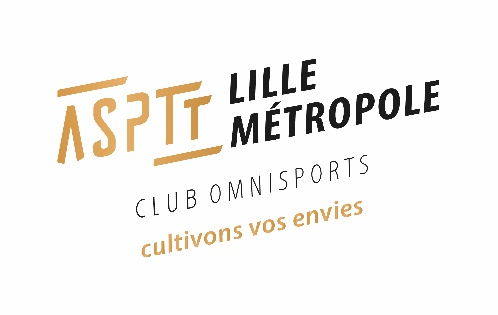 ASPTT LILLE
MÉTROPOLE
CLUB OMNISPORTS
cultivons vos envies